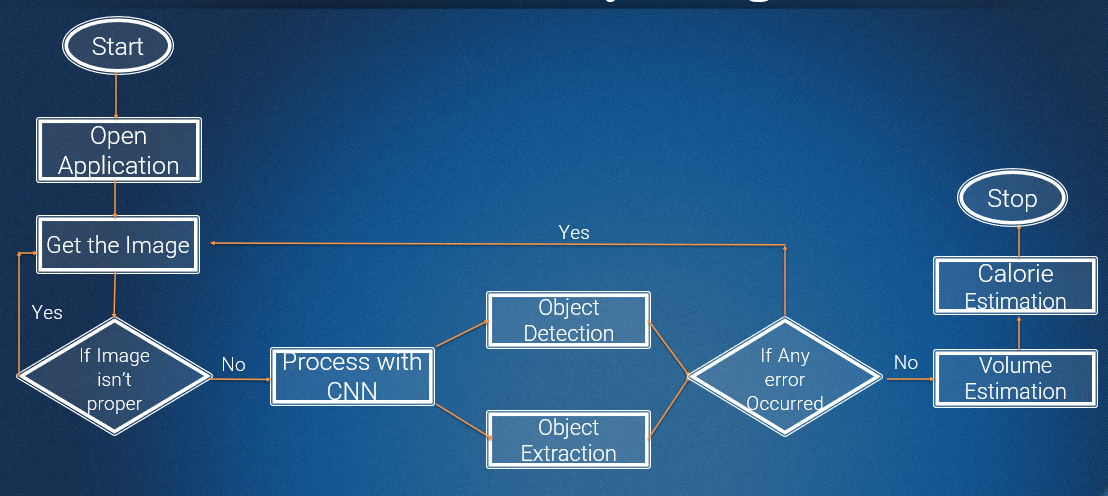 Start
Open
Application
Get the Image
Yes
If Image
isn't
proper
No
Process with
CNN
Object
Detection
Object
Extraction
Yes
If Any
error
Occurred
No
Volume
Estimation
Calorie
Estimation
Stop